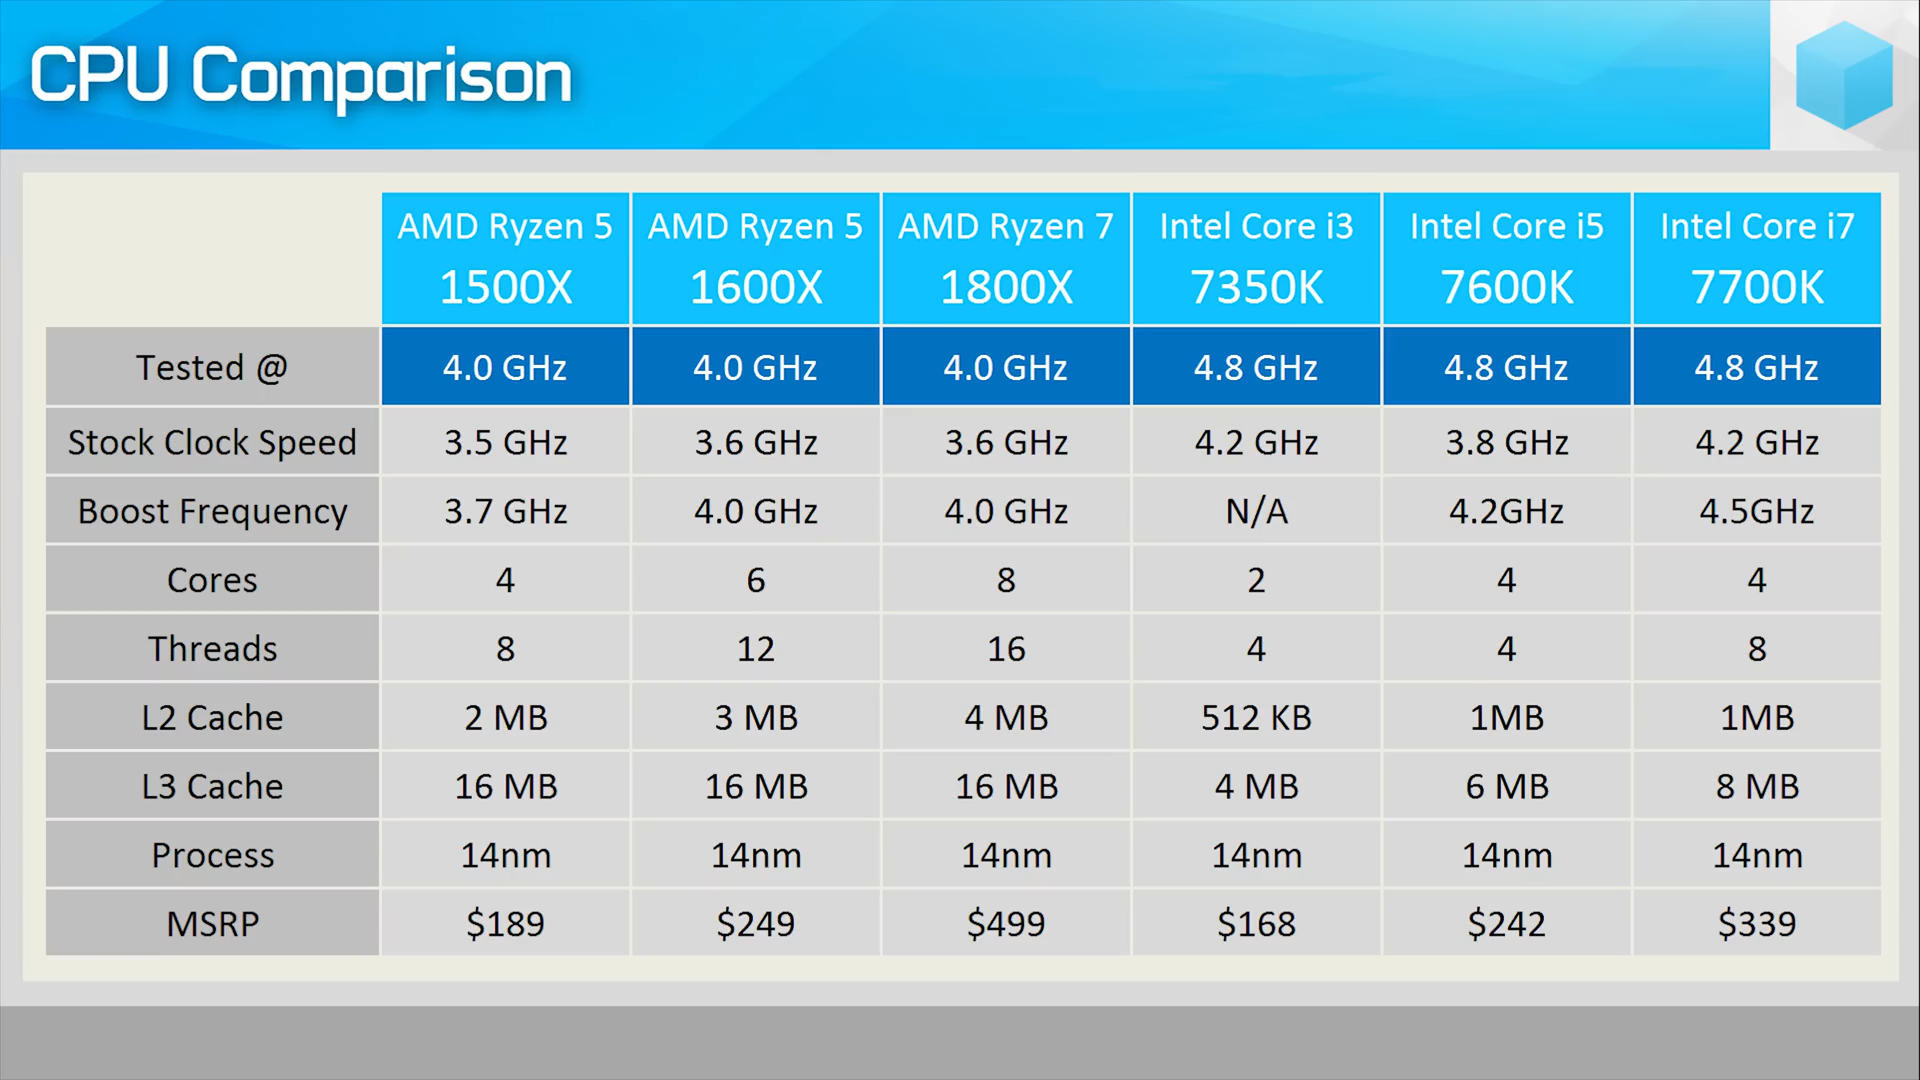 CPU Comparison
AMD Ryzen 5 AMD Ryzen 5 AMD Ryzen 7 Intel Core i3 Intel Core i5 Intel Core i7
1500X 1600X 1800X 7350K 7600K 7700K
Tested @ 4.0 GHz 4.0 GHz 4.0 GHz 4.8 GHz 4.8 GHz 4.8 GHz
Stock Clock Speed 3.5 GHz 3.6 GHz 3.6 GHz 4.2 GHz 3.8 GHz 4.2 GHz
Boost Frequency 3.7 GHz 4.0 GHz 4.0 GHz N/A 4.2GHz 4.5GHz
Cores 4 6 8 2 4 4
Threads 8 12 16 4 4 8
L2 Cache 2 MB 3 MB 4 MB 512 KB 1MB 1MB
L3 Cache 16 MB 16 MB 16 MB 4 MB 6 MB 8 MB
Process 14nm 14nm 14nm 14nm 14nm 14nm
MSRP $189 $249 $499 $168 $242 $339